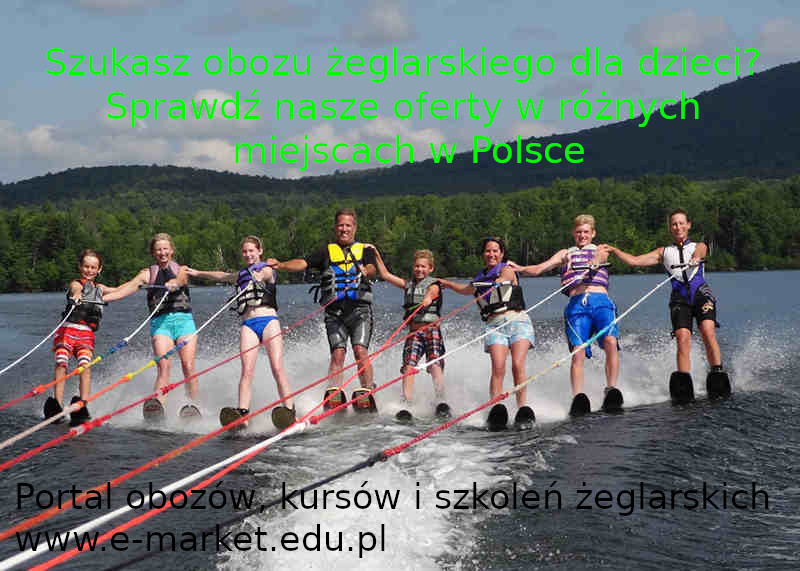 Szukasz obozu żeglarskiego dla dzieci?
Sprawdź nasze oferty w różnych
miejscach w Polsce
Portal obozów, kursów i szkoleń żeglarskich
www.e-market.edu.pl